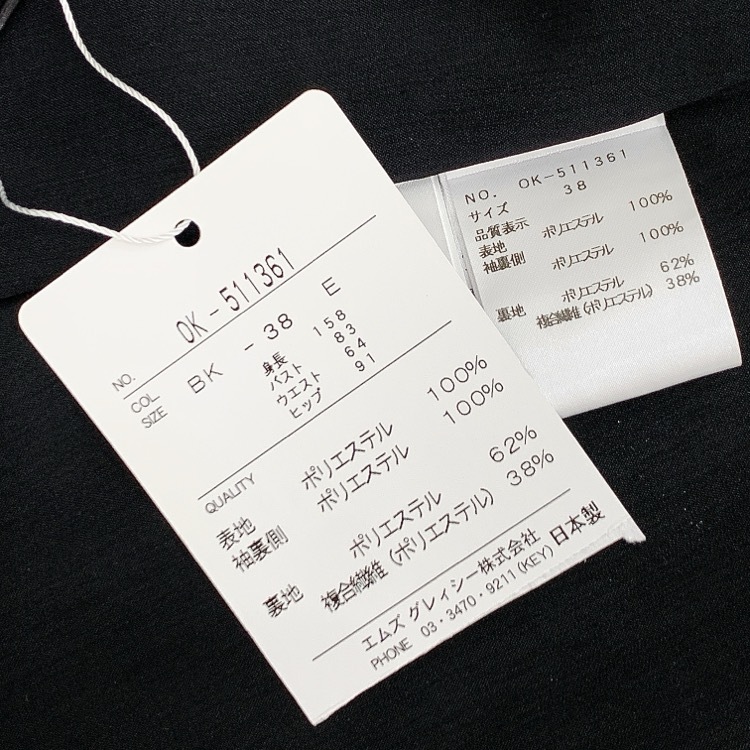 NO. OK-511361
COL SIZE BK - 38 E
身長 158
バスト 83
ウエスト 64
ヒップ 91
QUALITY
表地 ポリエステル 100%
袖裏側 ポリエステル 100%
裏地 ポリエステル 62%
複合繊維(ポリエステル) 38%
日本製
エムズ グレイシー株式会社
PHONE 03・3470・9211 (KEY)
NO. OK-511361
サイズ 38
品質表示
表地 ポリエステル 100%
袖裏側 ポリエステル 100%
裏地 ポリエステル 62%
複合繊維(ポリエステル) 38%